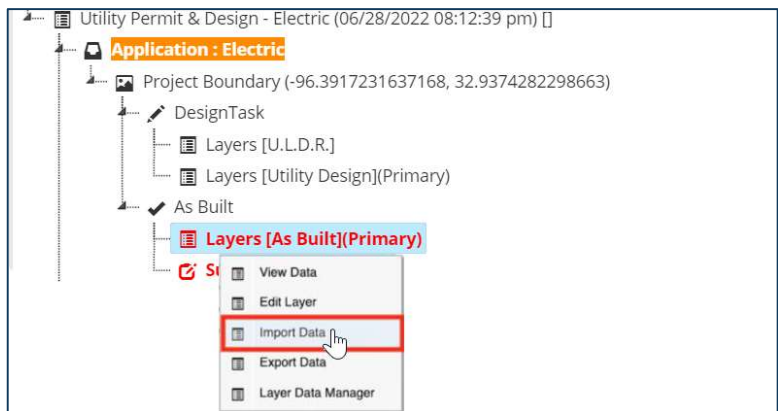 Utility Permit & Design - Electric (06/28/2022 08:12:39 pm) []
Application : Electric
Project Boundary (-96.3917231637168, 32.9374282298663)
DesignTask
Layers [U.L.D.R.]
Layers [Utility Design](Primary)
As Built
Layers [As Built](Primary)
View Data
Edit Layer
Import Data
Export Data
Layer Data Manager